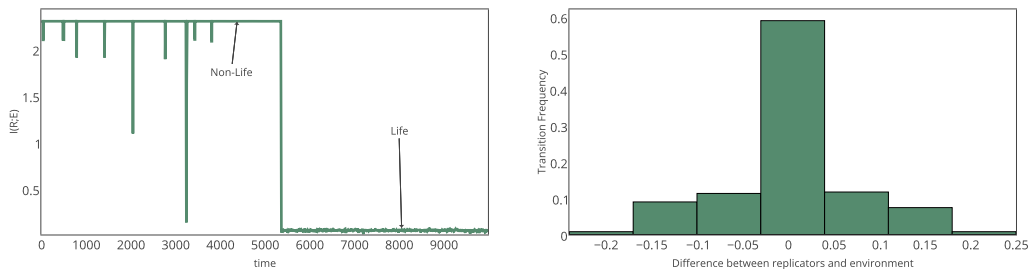 I(R;E)
2
1.5
1
0.5
Non-Life
Life
0 1000 2000 3000 4000 5000 6000 7000 8000 9000
time
Transition Frequency
0.6
0.5
0.4
0.3
0.2
0.1
0
−0.2 −0.15 −0.1 −0.05 0 0.05 0.1 0.15 0.2 0.25
Difference between replicators and environment